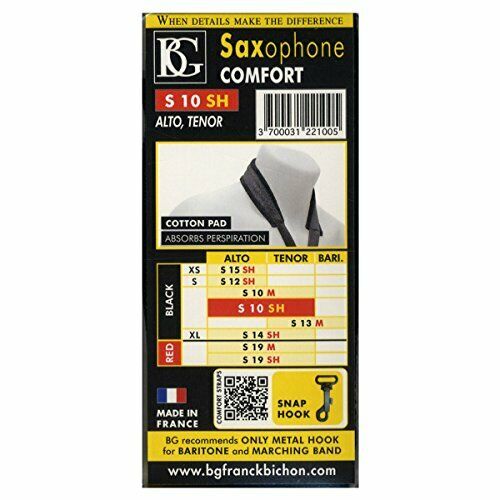 WHEN DETAILS MAKE THE DIFFERENCE
BG
Saxophone
COMFORT
S 10 SH
ALTO, TENOR
3 700031 221005
COTTON PAD
ABSORBS PERSPIRATION
ALTO TENOR BARI.
BLACK
XS S 15 SH
S S 12 SH
S 10 M
S 10 SH
S 13 M
XL S 14 SH
RED
S 19 M
S 19 SH
MADE IN
FRANCE
COMFORT STRAPS
SNAP
HOOK
BG recommends ONLY METAL HOOK
for BARITONE and MARCHING BAND
www.bgfranckbichon.com